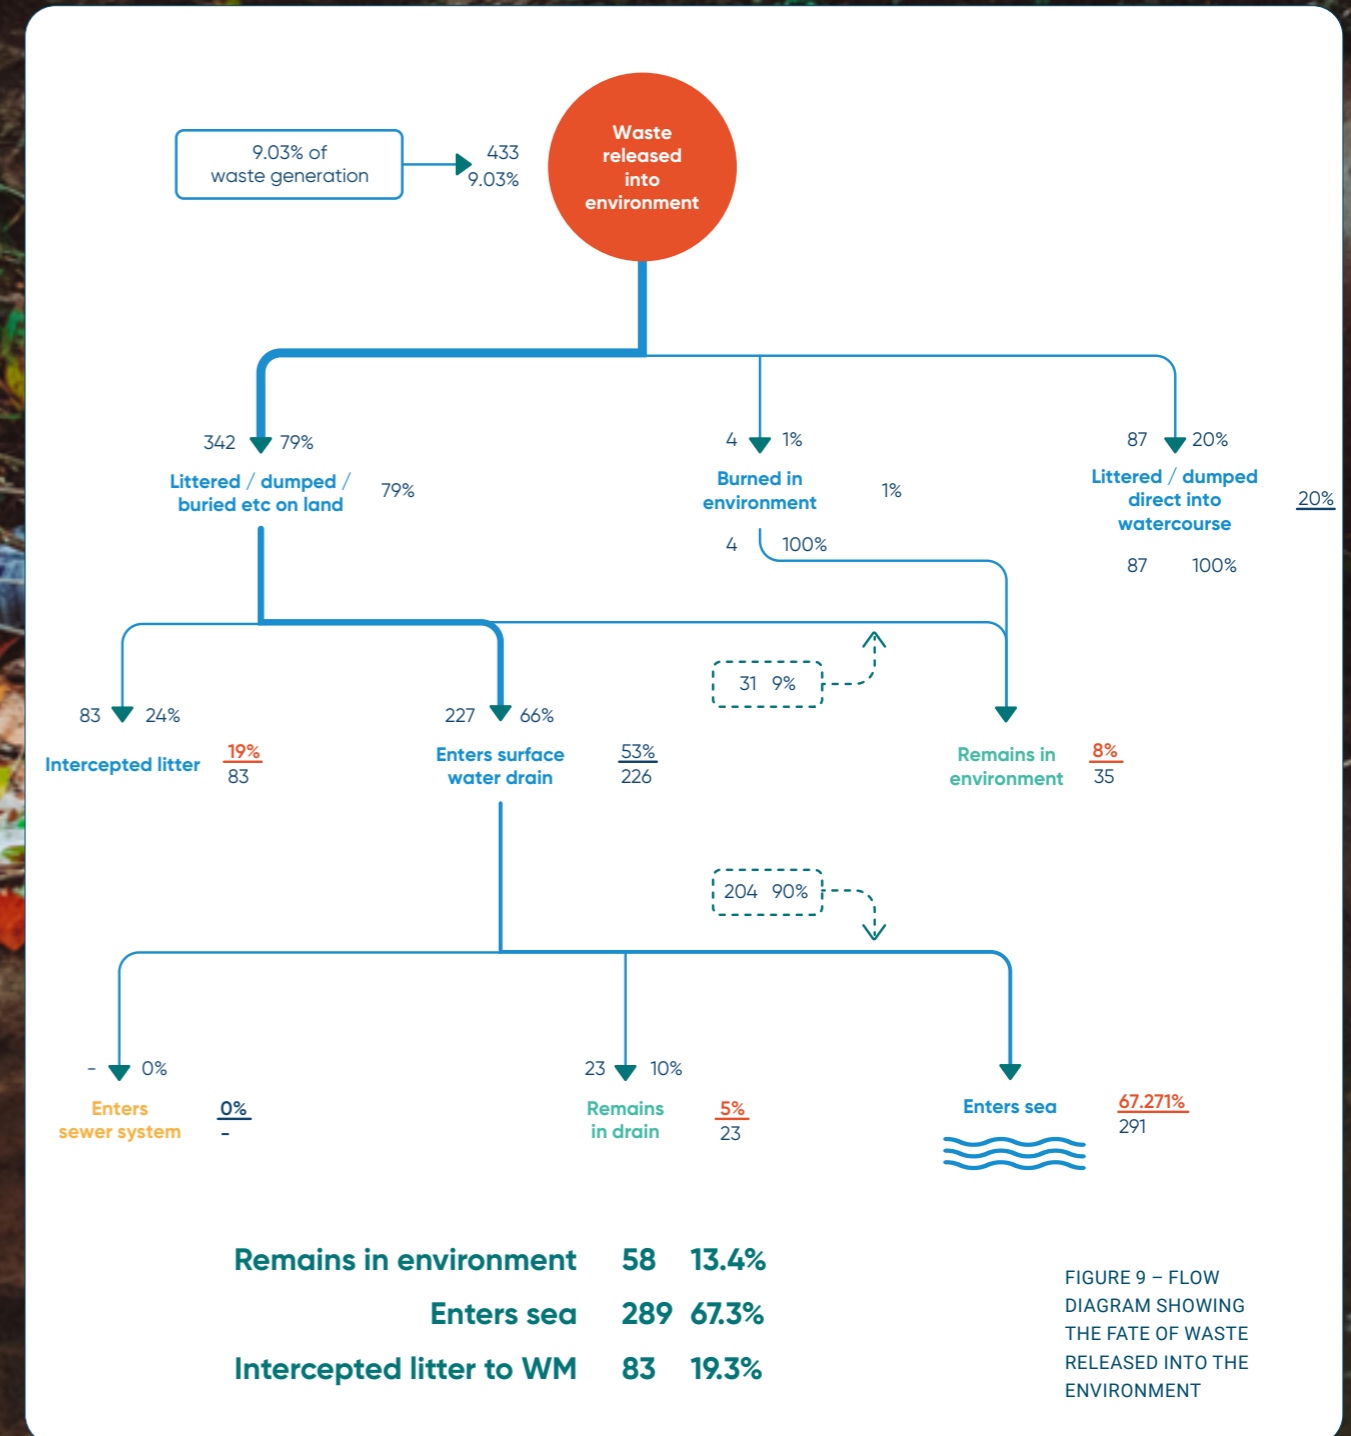 9.03% of
waste generation
433
9.03%
Waste
released
into
environment
342 79%
Littered / dumped /
buried etc on land
79%
4 1%
Burned in
environment
1%
4 100%
87 20%
Littered / dumped
direct into
watercourse
20%
87 100%
31 9%
83 24%
Intercepted litter
19%
83
227 66%
Enters surface
water drain
53%
226
Remains in
environment
8%
35
204 90%
- 0%
Enters
sewer system
0%
-
23 10%
Remains
in drain
5%
23
Enters sea
67.271%
291
Remains in environment 58 13.4%
Enters sea 289 67.3%
Intercepted litter to WM 83 19.3%
FIGURE 9 – FLOW
DIAGRAM SHOWING
THE FATE OF WASTE
RELEASED INTO THE
ENVIRONMENT